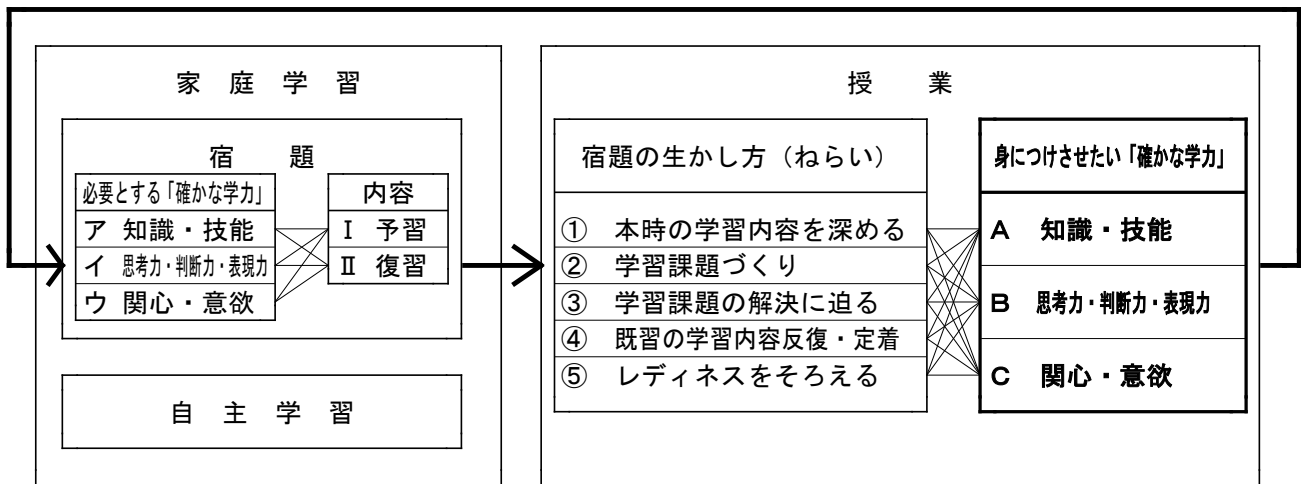 家 庭 学 習
宿 題
必要とする「確かな学力」
内容
ア 知識・技能
Ⅰ 予習
イ 思考力・判断力・表現力
Ⅱ 復習
ウ 関心・意欲
自 主 学 習
授 業
宿題の生かし方（ねらい）
① 本時の学習内容を深める
② 学習課題づくり
③ 学習課題の解決に迫る
④ 既習の学習内容反復・定着
⑤ レディネスをそろえる
身につけさせたい「確かな学力」
A 知識・技能
B 思考力・判断力・表現力
C 関心・意欲